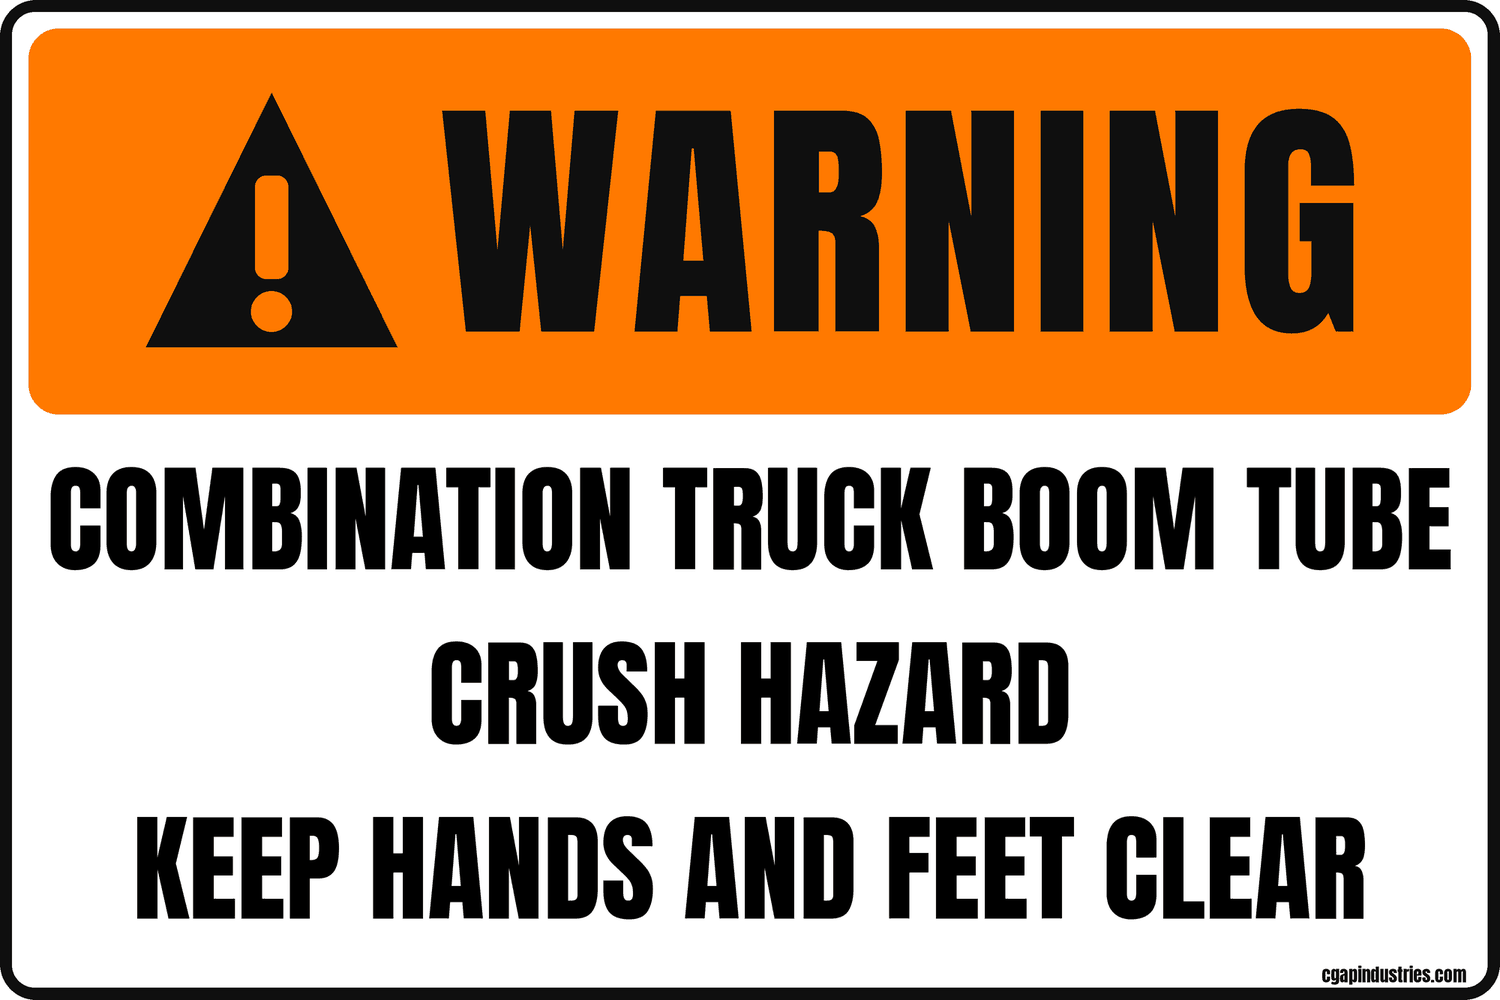 WARNING
COMBINATION TRUCK BOOM TUBE
CRUSH HAZARD
KEEP HANDS AND FEET CLEAR
cgapindustries.com